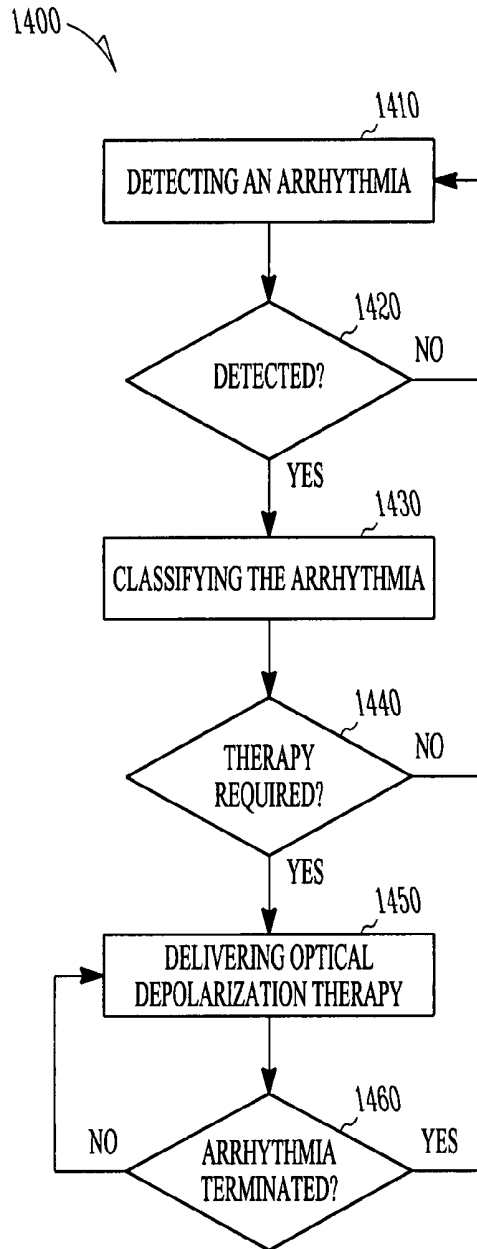 1400
1410
DETECTING AN ARRHYTHMIA
1420
DETECTED?
NO
YES
1430
CLASSIFYING THE ARRHYTHMIA
1440
THERAPY
REQUIRED?
NO
YES
1450
DELIVERING OPTICAL
DEPOLARIZATION THERAPY
1460
NO
ARRHYTHMIA
TERMINATED?
YES